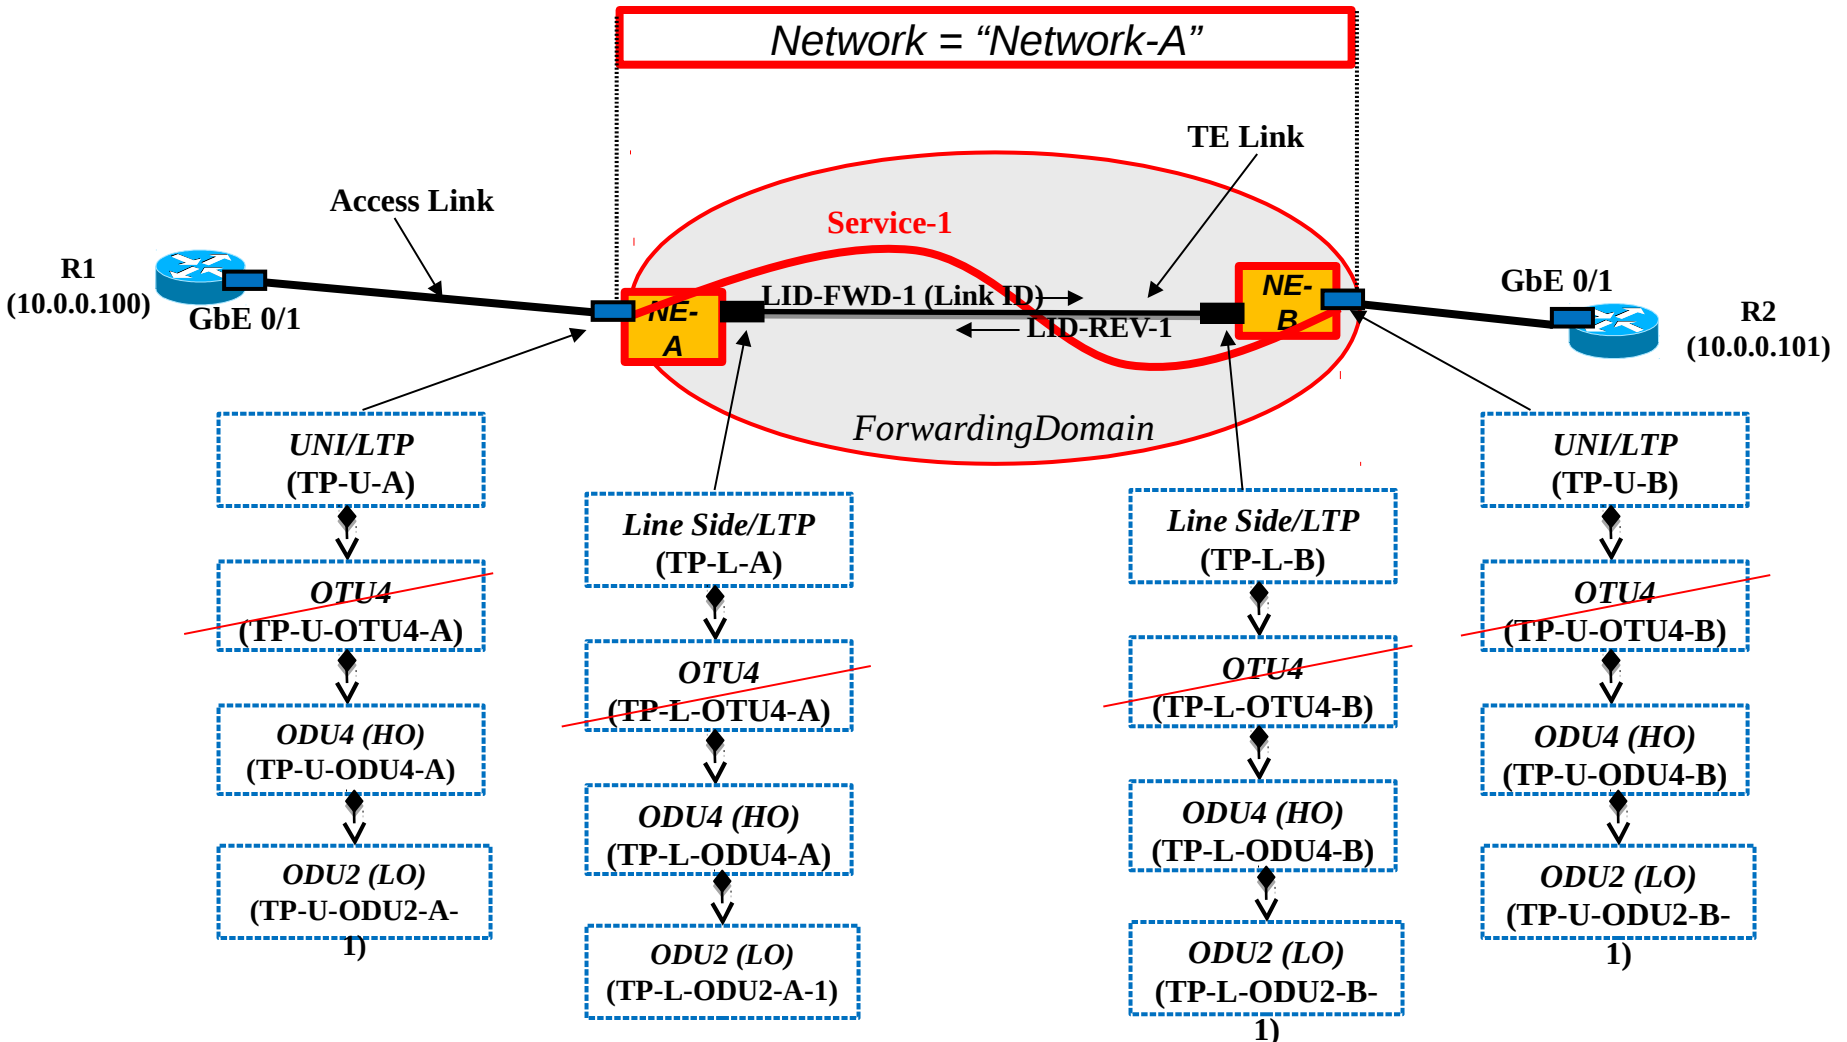 Network = “Network-A”
TE Link
Access Link
Service-1
R1
(10.0.0.100)
GbE 0/1
NE-
A
LID-FWD-1 (Link ID)
LID-REV-1
NE-
B
GbE 0/1
R2
(10.0.0.101)
ForwardingDomain
UNI/LTP
(TP-U-A)
OTU4
(TP-U-OTU4-A)
ODU4 (HO)
(TP-U-ODU4-A)
ODU2 (LO)
(TP-U-ODU2-A-
1)
Line Side/LTP
(TP-L-A)
OTU4
(TP-L-OTU4-A)
ODU4 (HO)
(TP-L-ODU4-A)
ODU2 (LO)
(TP-L-ODU2-A-1)
Line Side/LTP
(TP-L-B)
OTU4
(TP-L-OTU4-B)
ODU4 (HO)
(TP-L-ODU4-B)
ODU2 (LO)
(TP-L-ODU2-B-
1)
UNI/LTP
(TP-U-B)
OTU4
(TP-U-OTU4-B)
ODU4 (HO)
(TP-U-ODU4-B)
ODU2 (LO)
(TP-U-ODU2-B-
1)